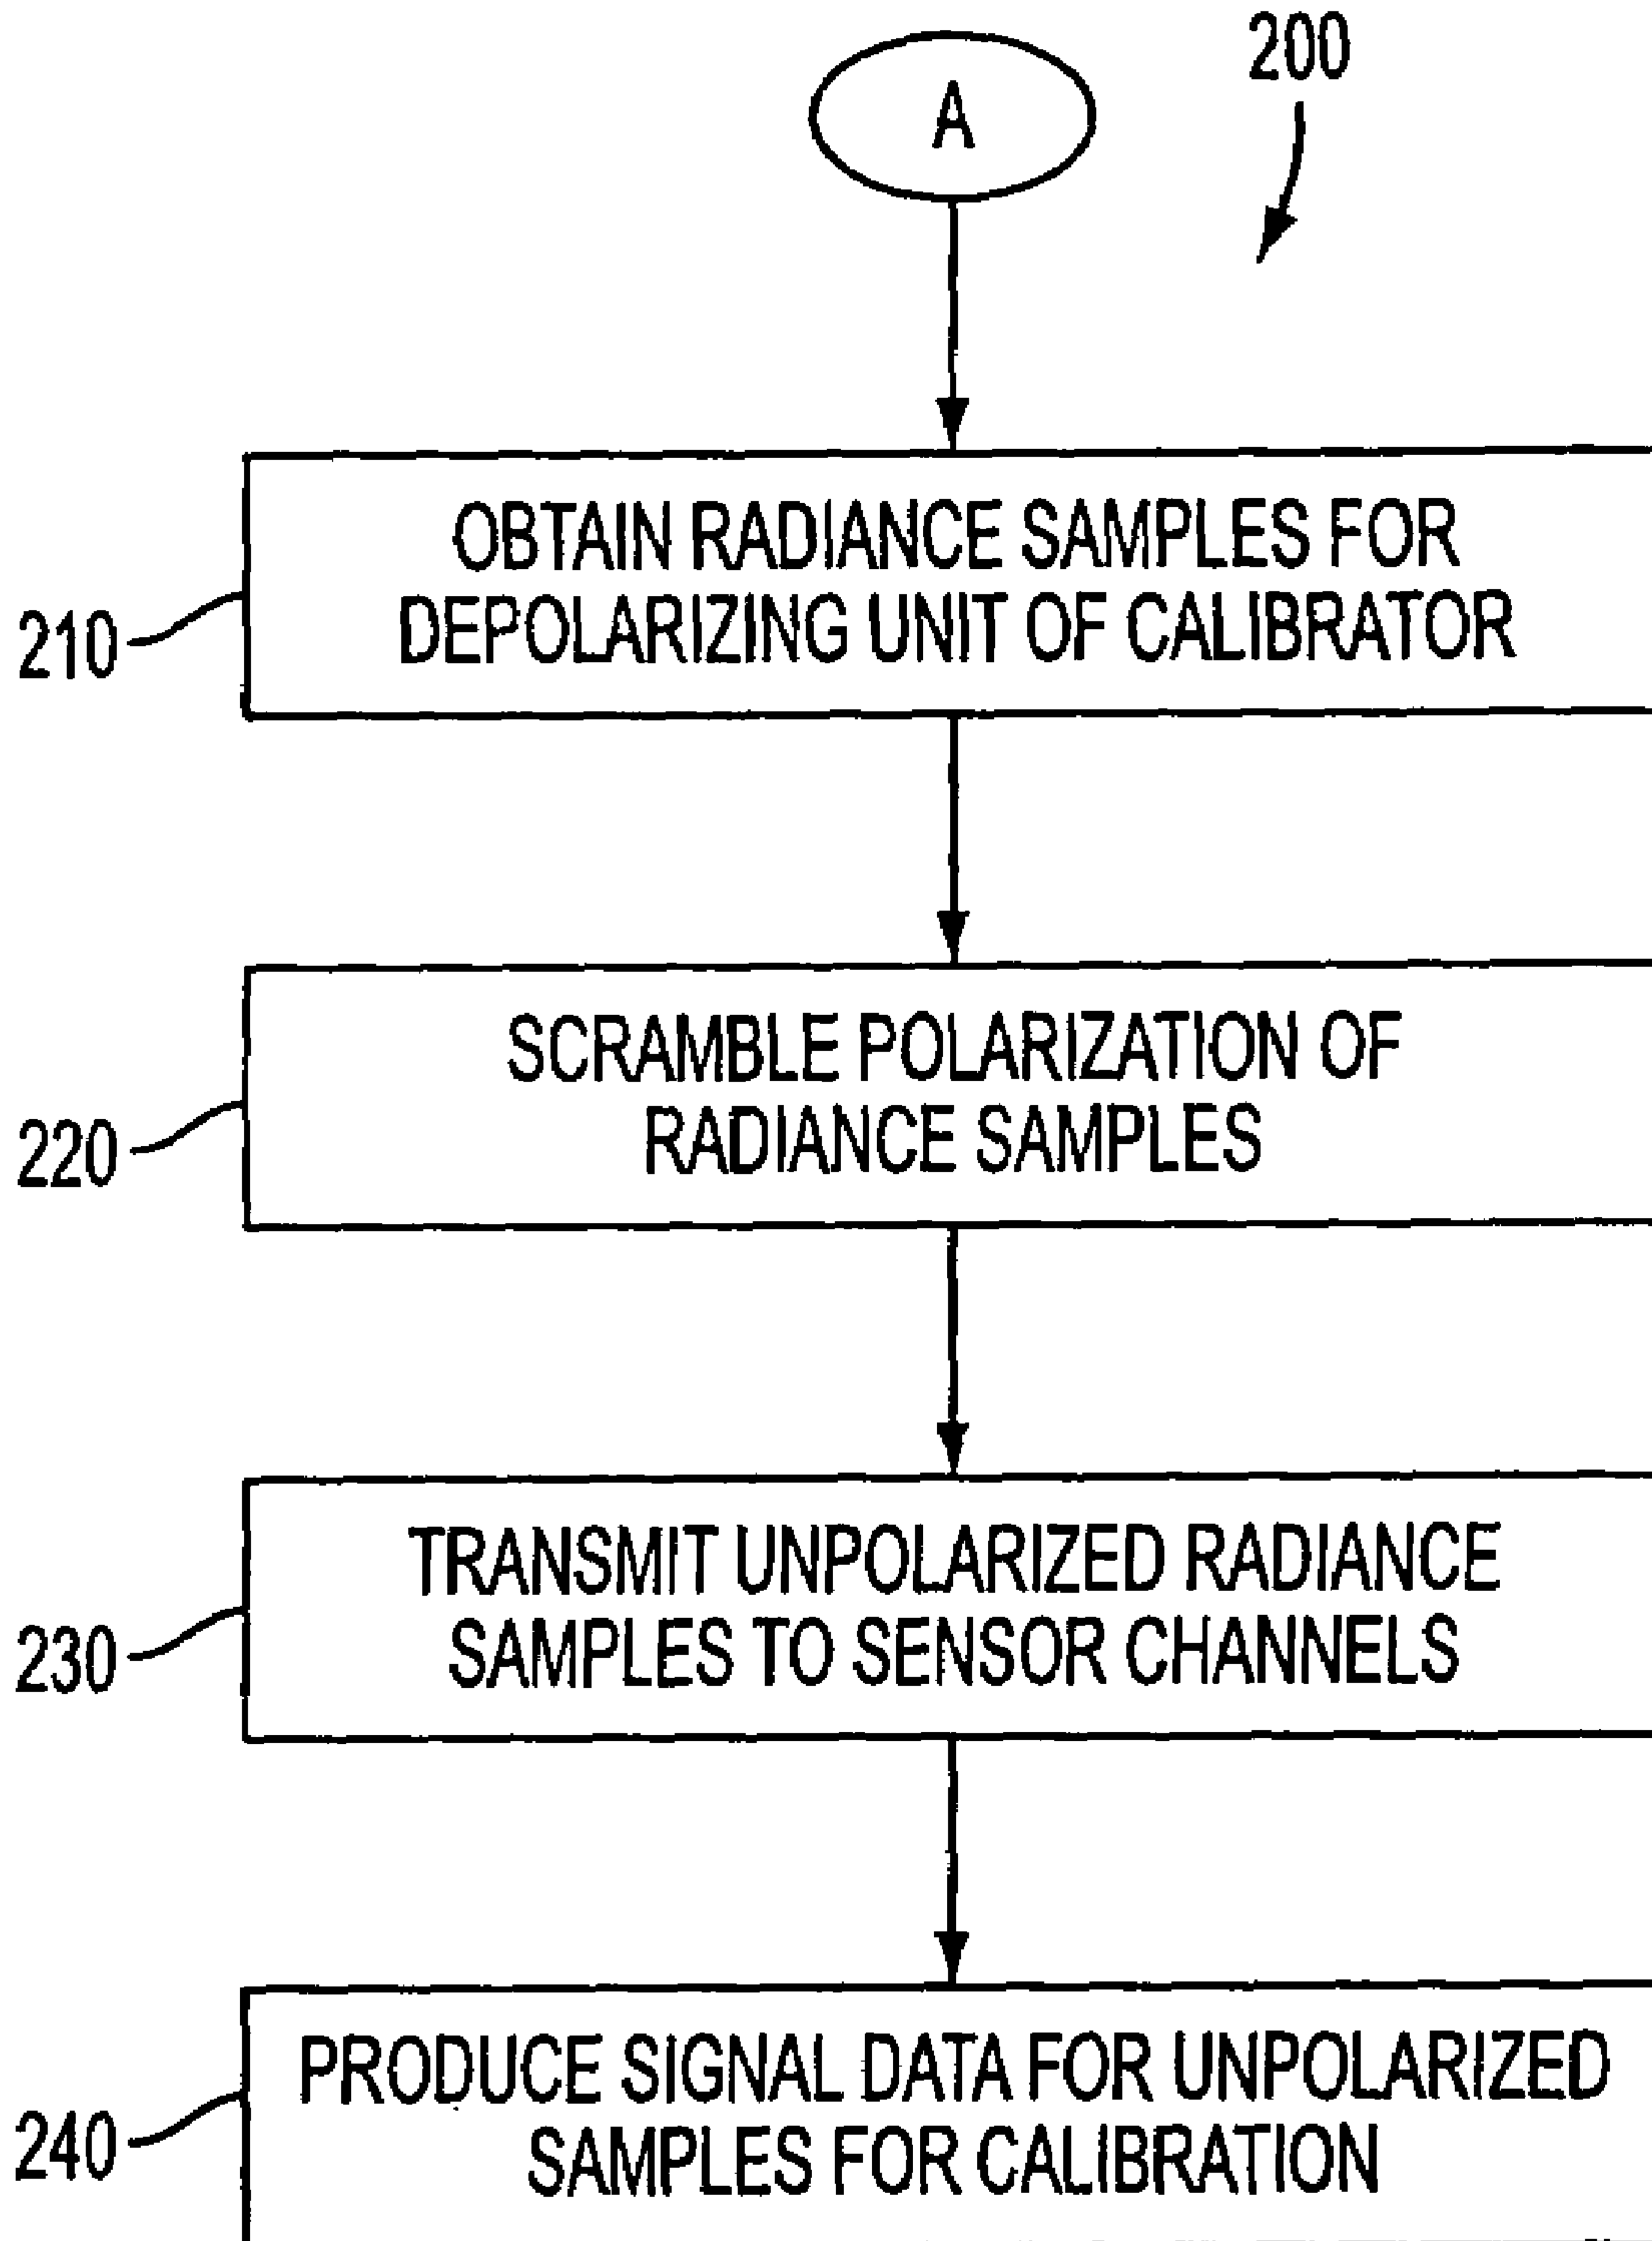 200
A
OBTAIN RADIANCE SAMPLES FOR
DEPOLARIZING UNIT OF CALIBRATOR
210
SCRAMBLE POLARIZATION OF
RADIANCE SAMPLES
220
TRANSMIT UNPOLARIZED RADIANCE
SAMPLES TO SENSOR CHANNELS
230
PRODUCE SIGNAL DATA FOR UNPOLARIZED
SAMPLES FOR CALIBRATION
240